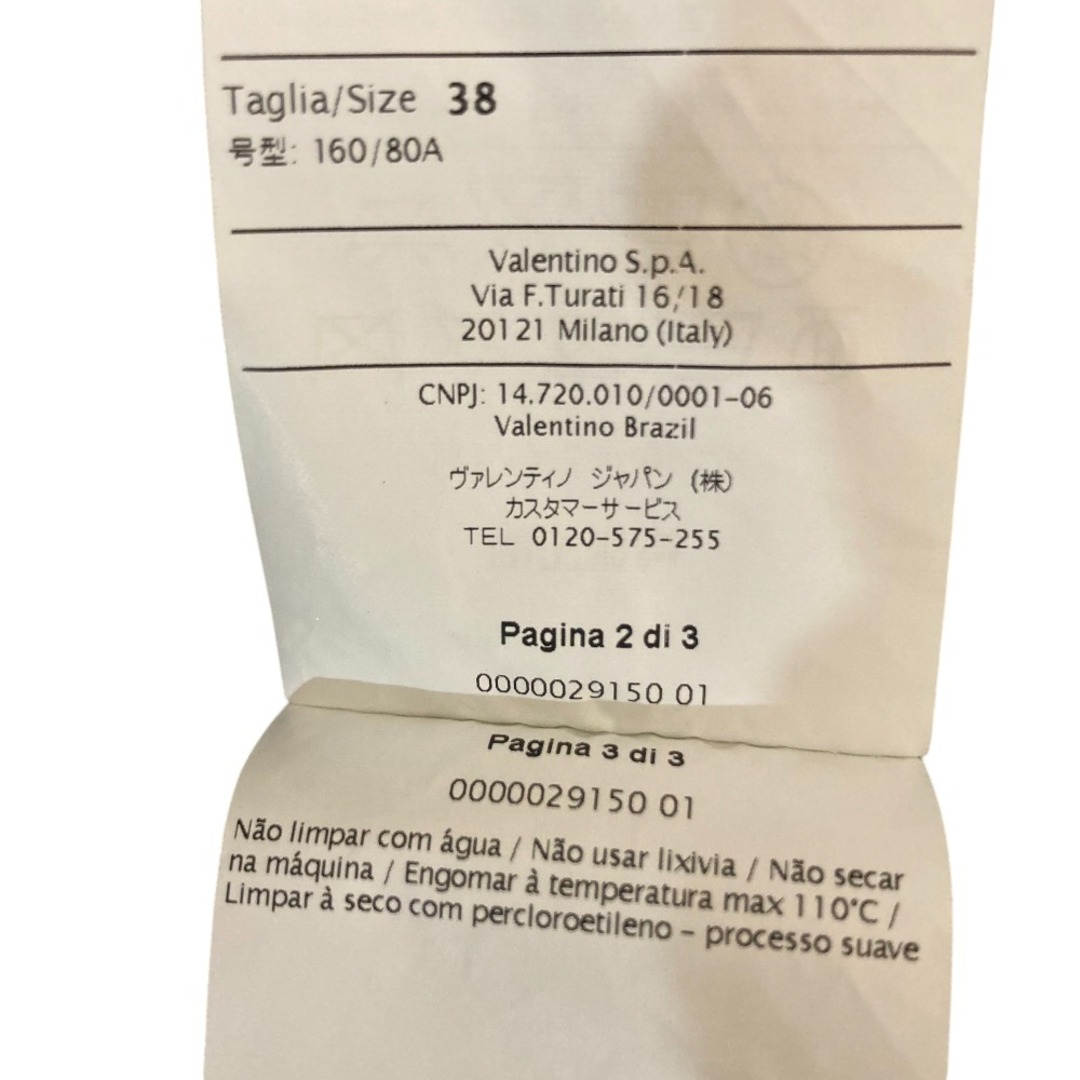 Taglia/Size 38
号型: 160/80A
Valentino S.p.A.
Via F.Turati 16/18
20121 Milano (Italy)
CNPJ: 14.720.010/0001-06
Valentino Brazil
ヴァレンティノ ジャパン (株)
カスタマーサービス
TEL 0120-575-255
Pagina 2 di 3
0000029150 01
Pagina 3 di 3
0000029150 01
Não limpar com água / Não usar lixivia / Não secar
na máquina / Engomar à temperatura max 110°C /
Limpar à seco com percloroetileno - processo suave